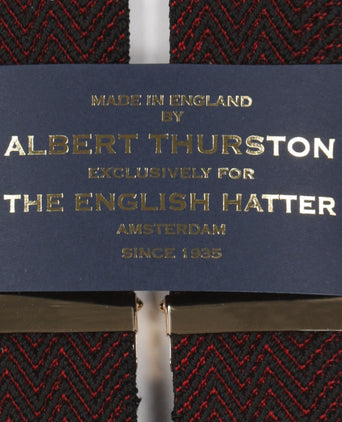 MADE IN ENGLAND
BY
ALBERT THURSTON
EXCLUSIVELY FOR
THE ENGLISH HATTER
AMSTERDAM
SINCE 1935